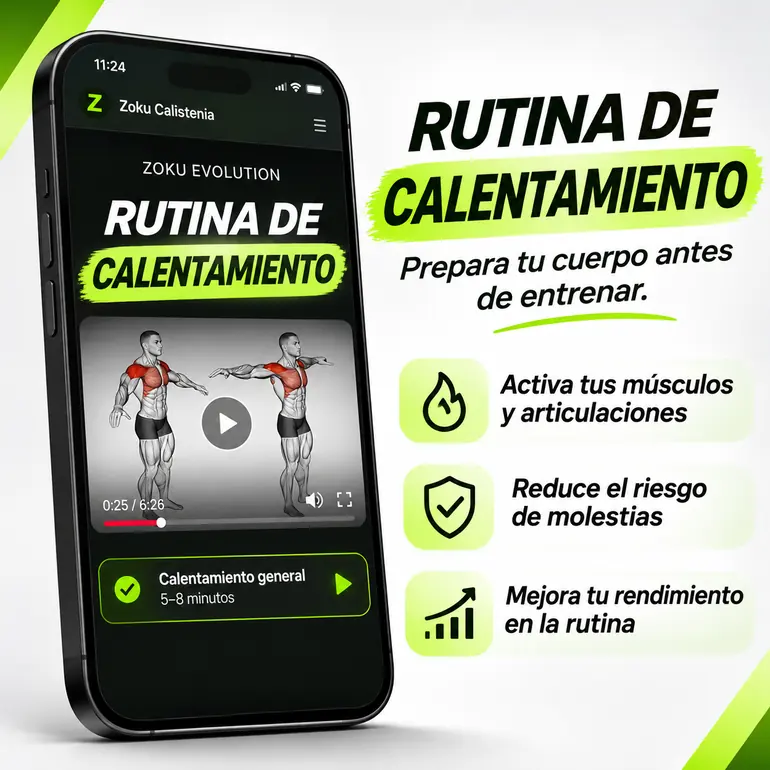 11:24
Z
Zoku Calistenia
ZOKU EVOLUTION
RUTINA DE
CALENTAMIENTO
0:25 / 6:26
Calentamiento general
5-8 minutos
RUTINA DE
CALENTAMIENTO
Prepara tu cuerpo antes
de entrenar.
Activa tus músculos
y articulaciones
Reduce el riesgo
de molestias
Mejora tu rendimiento
en la rutina